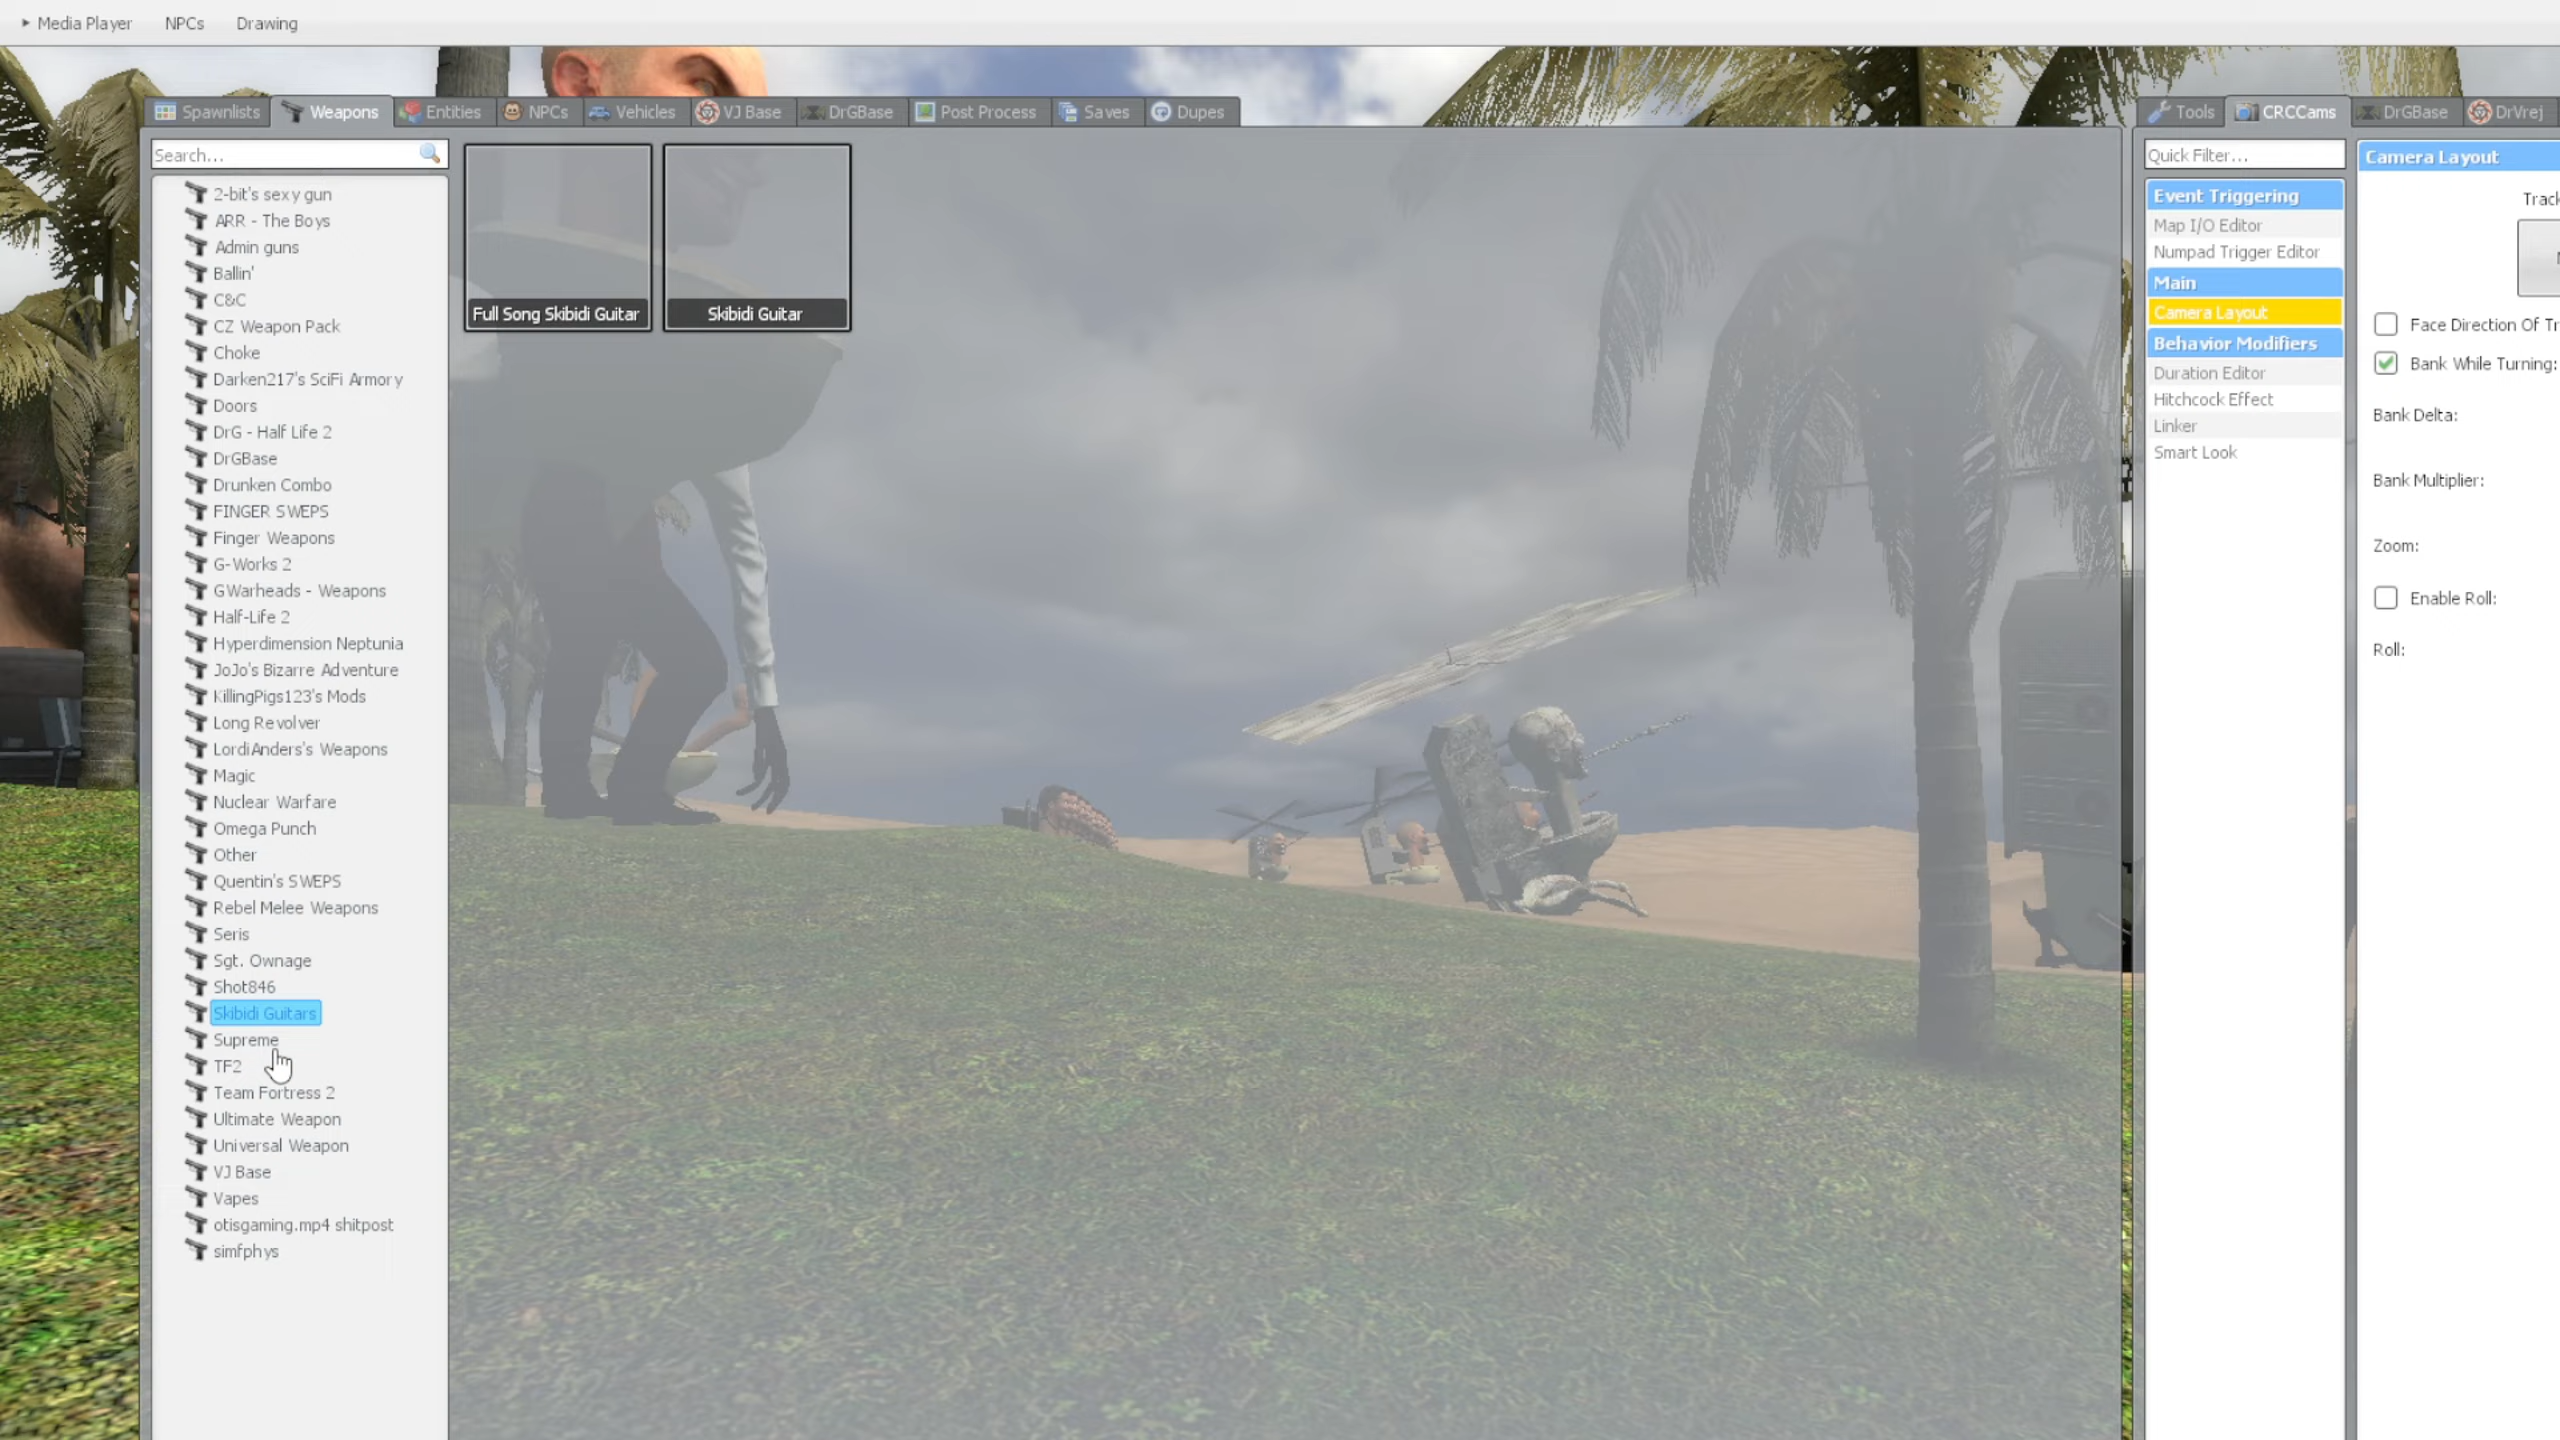 Media Player NPCs Drawing
Spawnlists Weapons Entities NPCs Vehicles VJ Base DrGBase Post Process Saves Dupes
Search...
2-bit's sexy gun
ARR - The Boys
Admin guns
Ballin'
C&C
CZ Weapon Pack
Choke
Darken217's SciFi Armory
Doors
DrG - Half Life 2
DrGBase
Drunken Combo
FINGER SWEPS
Finger Weapons
G-Works 2
GWarheads - Weapons
Half-Life 2
Hyperdimension Neptunia
JoJo's Bizarre Adventure
KillingPigs123's Mods
Long Revolver
LordiAnders's Weapons
Magic
Nuclear Warfare
Omega Punch
Other
Quentin's SWEPS
Rebel Melee Weapons
Seris
Sgt. Ownage
Shot846
Skibidi Guitars
Supreme
TF2
Team Fortress 2
Ultimate Weapon
Universal Weapon
VJ Base
Vapes
otisgaming.mp4 shitpost
simfphys
Full Song Skibidi Guitar
Skibidi Guitar
Tools CRCCams DrGBase DrVrej
Quick Filter...
Event Triggering
Map I/O Editor
Numpad Trigger Editor
Main
Camera Layout
Behavior Modifiers
Duration Editor
Hitchcock Effect
Linker
Smart Look
Camera Layout
Track
Face Direction Of Tr
Bank While Turning:
Bank Delta:
Bank Multiplier:
Zoom:
Enable Roll:
Roll: